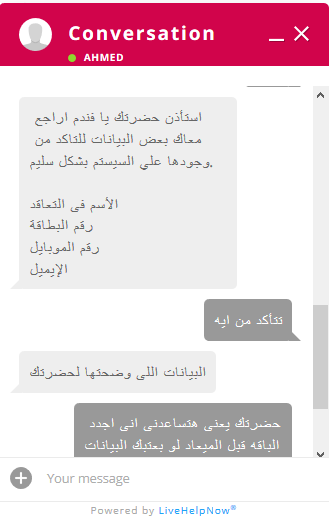 Conversation
AHMED
استأذن حضرتك يا فندم اراجع
معاك بعض البيانات للتاكد من
وجودها علي السيستم بشكل سليم.
الأسم فى التعاقد
رقم البطاقة
رقم الموبايل
الإيميل
تتأكد من ايه
البيانات اللى وضحتها لحضرتك
حضرتك يعنى هتساعدنى انى اجدد
الباقه قبل الميعاد لو بعتبك البيانات
Your message
Powered by LiveHelpNow®